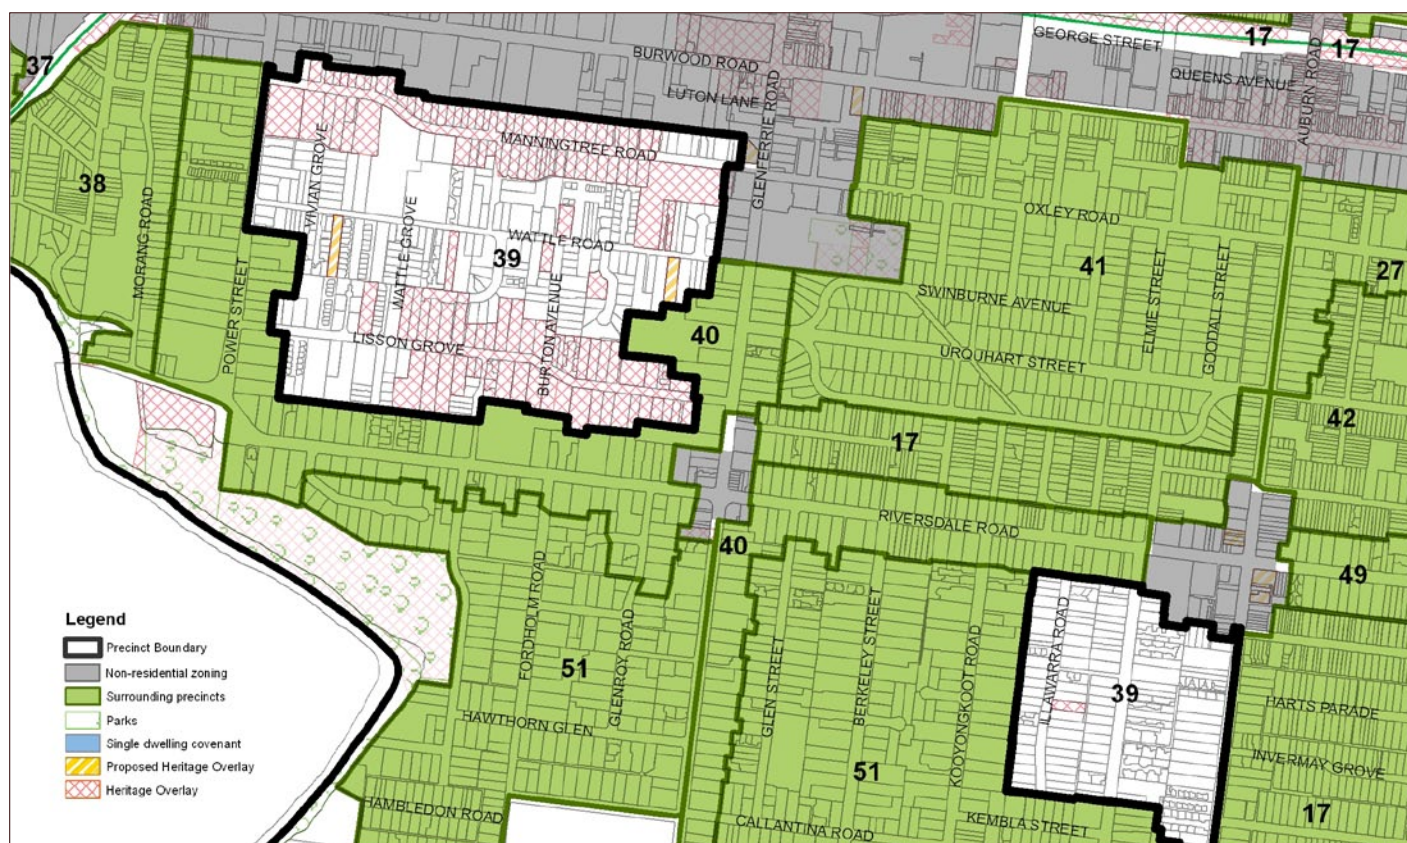 GEORGE STREET
17
17
BURWOOD ROAD
37
QUEENS AVENUE
LUTON LANE
GLENFERRIE ROAD
AUBURN ROAD
MANNINGTREE ROAD
VIVIAN GROVE
38
MORANG ROAD
OXLEY ROAD
WATTLE GROVE
WATTLE ROAD
39
41
27
POWER STREET
SWINBURNE AVENUE
ELMIE STREET
GOODALL STREET
BURTON AVENUE
40
LISSON GROVE
URQUHART STREET
42
17
RIVERSDALE ROAD
40
49
FORDHOLM ROAD
GLENROY ROAD
51
GLEN STREET
BERKELEY STREET
KOOYONGKOOT ROAD
ILLAWARRA ROAD
39
HARTS PARADE
HAWTHORN GLEN
INVERMAY GROVE
51
HAMBLEDON ROAD
CALLANTINA ROAD
KEMBLA STREET
17
Legend
Precinct Boundary
Non-residential zoning
Surrounding precincts
Parks
Single dwelling covenant
Proposed Heritage Overlay
Heritage Overlay